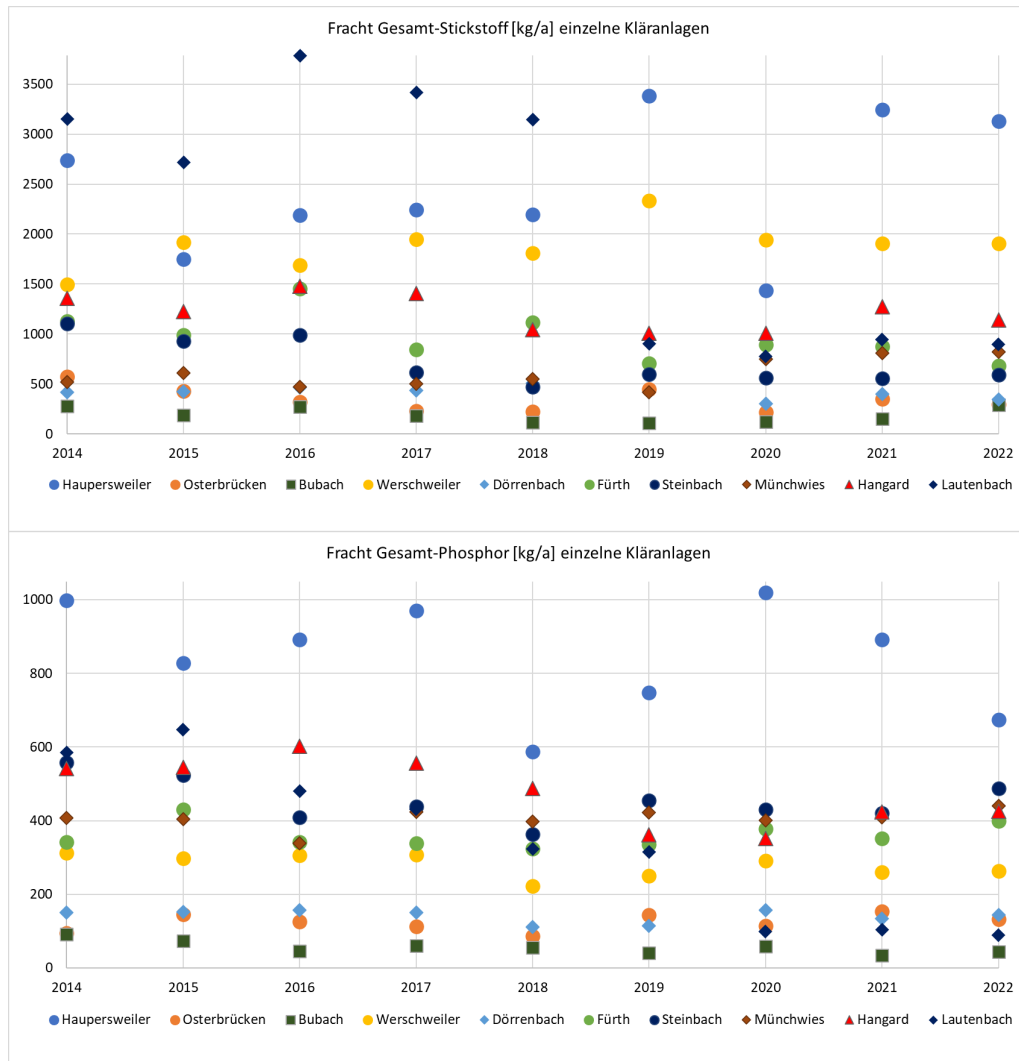 Fracht Gesamt-Stickstoff [kg/a] einzelne Kläranlagen
3500
3000
2500
2000
1500
1000
500
0
2014 2015 2016 2017 2018 2019 2020 2021 2022
Haupersweiler Osterbrücken Bubach Werschweiler Dörrenbach Fürth Steinbach Münchwies Hangard Lautenbach
Fracht Gesamt-Phosphor [kg/a] einzelne Kläranlagen
1000
800
600
400
200
0
2014 2015 2016 2017 2018 2019 2020 2021 2022
Haupersweiler Osterbrücken Bubach Werschweiler Dörrenbach Fürth Steinbach Münchwies Hangard Lautenbach